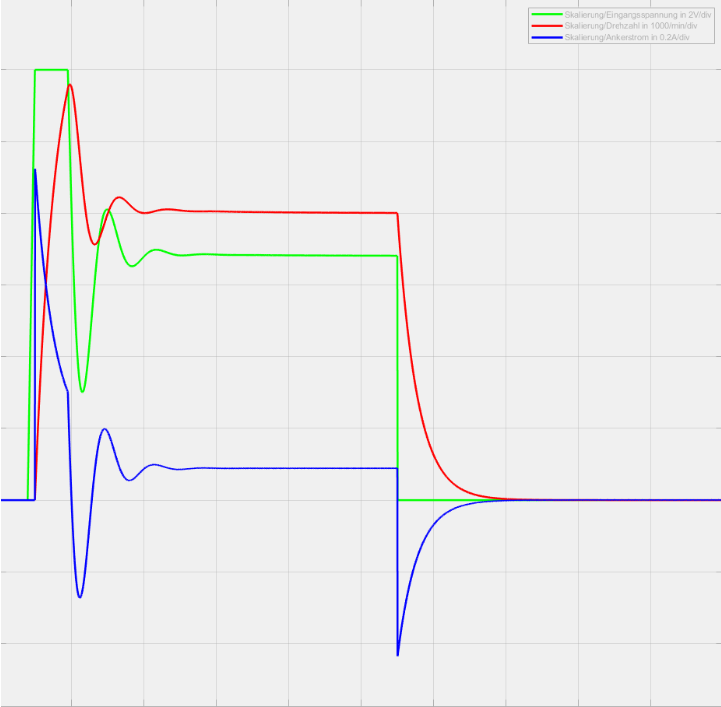 Skalierung/Eingangsspannung in 2V/div
Skalierung/Drehzahl in 1000/min/div
Skalierung/Ankerstrom in 0,2A/div